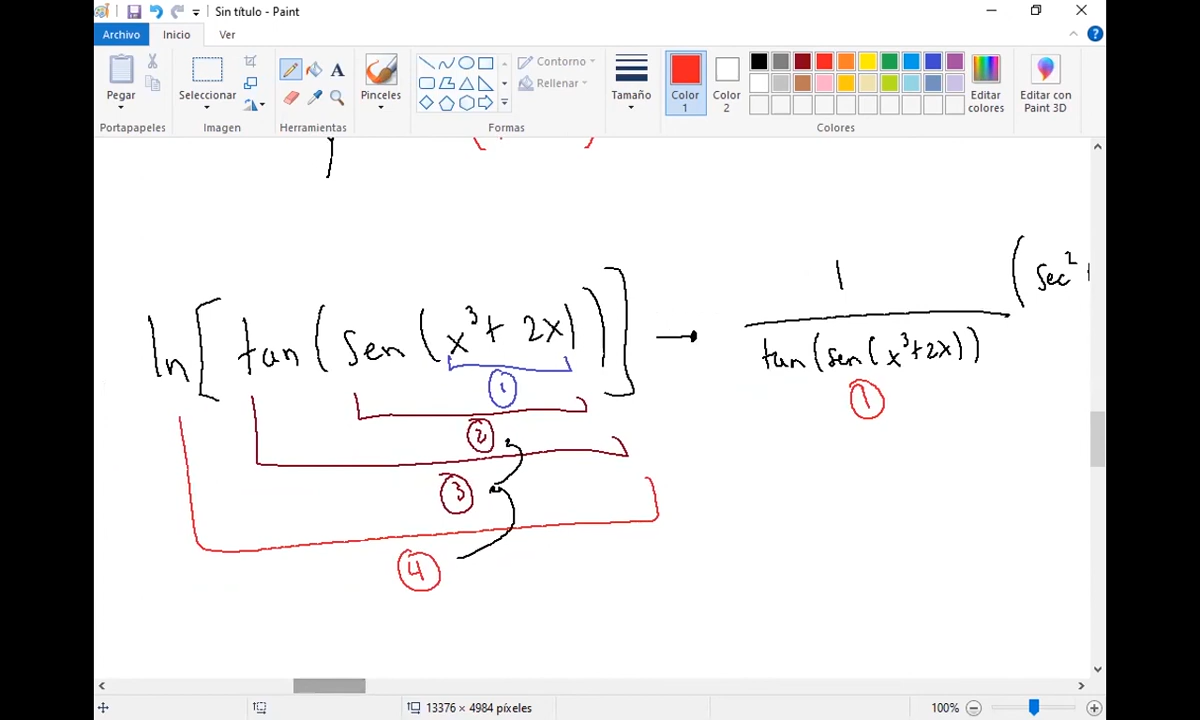 Sin título - Paint
Archivo Inicio Ver
Pegar
Portapapeles
Seleccionar
Imagen
A
Herramientas
Pinceles
Contorno
Rellenar
Formas
Tamaño
Color 1
Color 2
Editar colores
Colores
Editar con Paint 3D
ln[tan(sen(x³+2x))] → 1 (sec²
tan(sen(x³+2x))
1
1
2
3
4
13376 × 4984 píxeles
100%